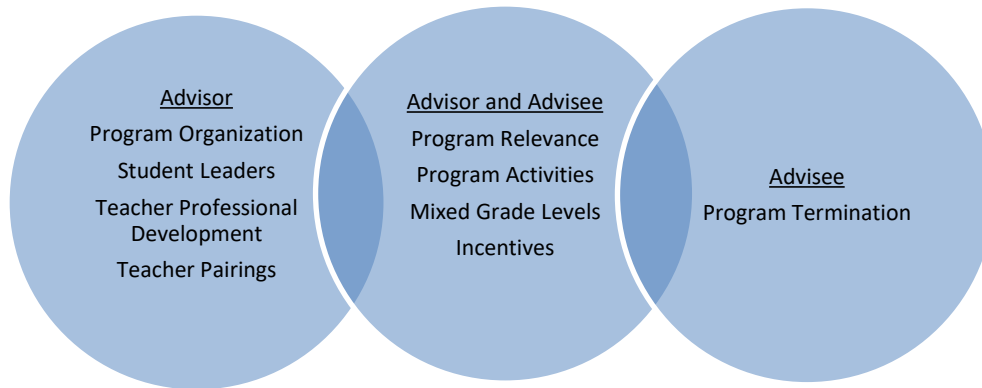 Advisor
Program Organization
Student Leaders
Teacher Professional
Development
Teacher Pairings
Advisor and Advisee
Program Relevance
Program Activities
Mixed Grade Levels
Incentives
Advisee
Program Termination